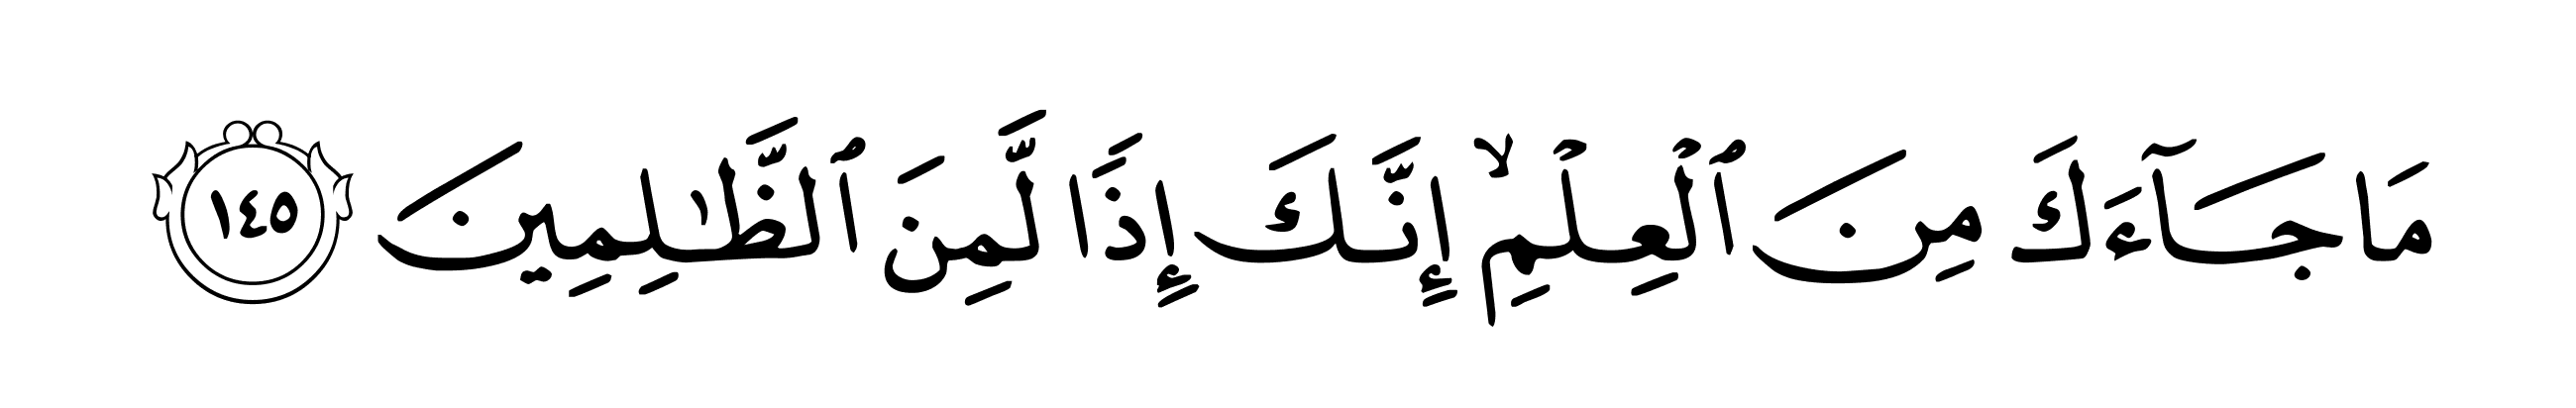 مَا جَآءَكَ مِنَ ٱلْعِلْمِ ۙ إِنَّكَ إِذًا لَّمِنَ ٱلظَّٰلِمِينَ ١٤٥